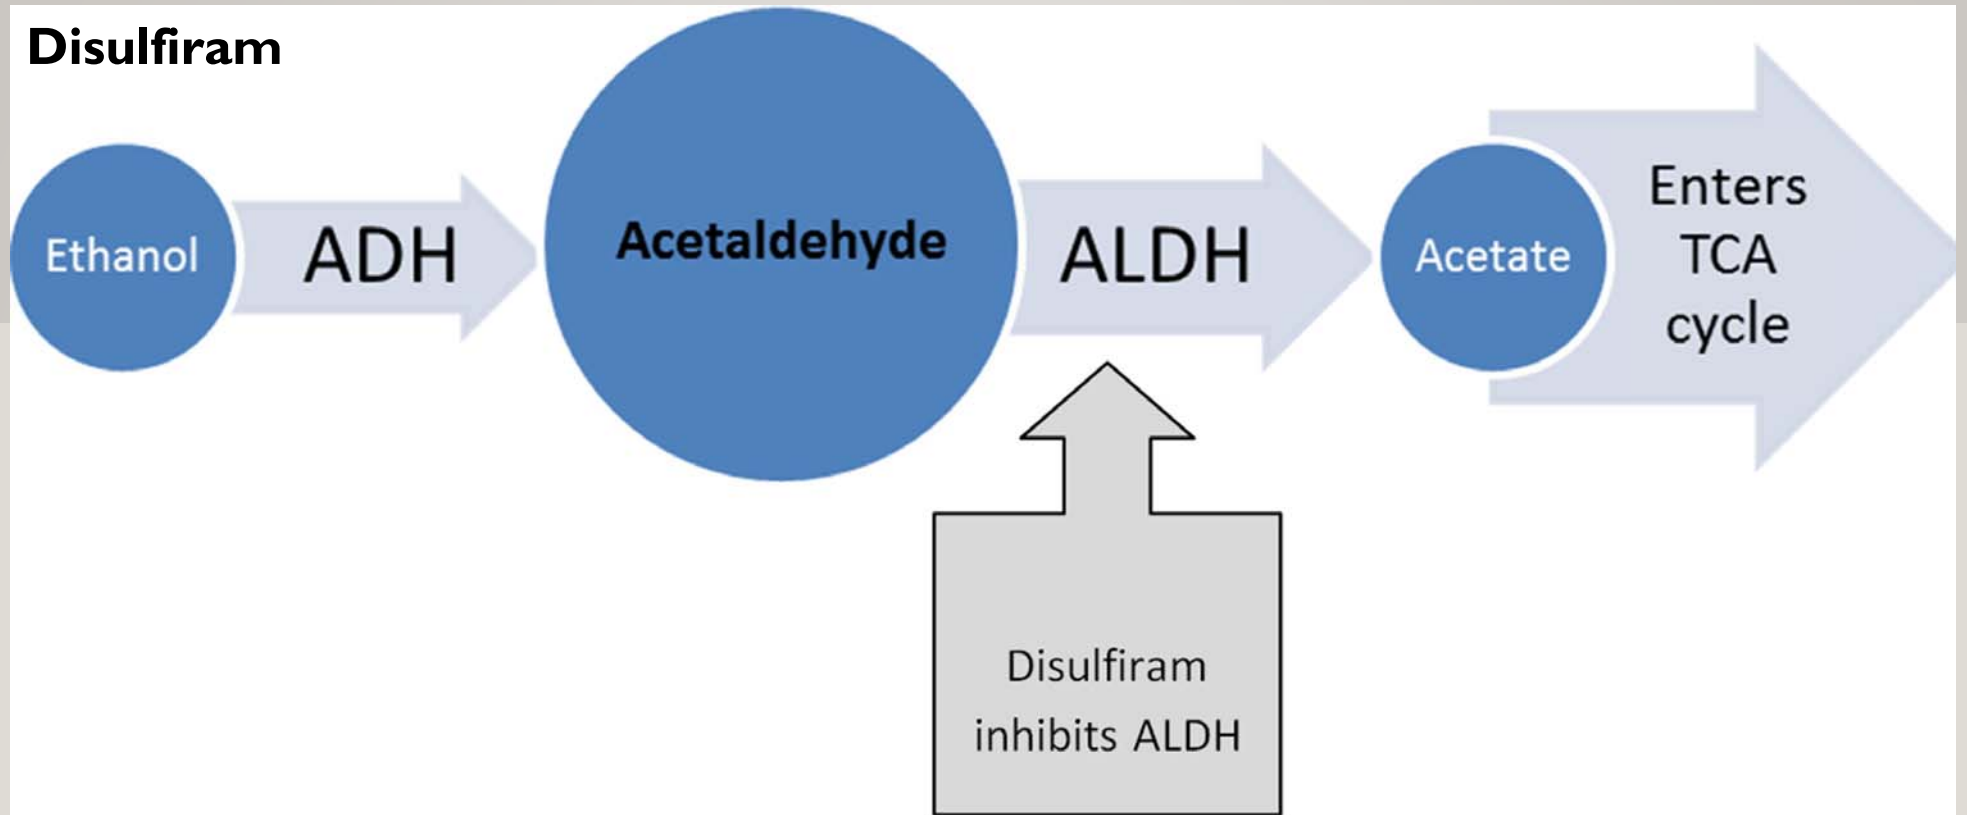 Disulfiram
Ethanol
ADH
Acetaldehyde
ALDH
Acetate
Enters
TCA
cycle
Disulfiram
inhibits ALDH